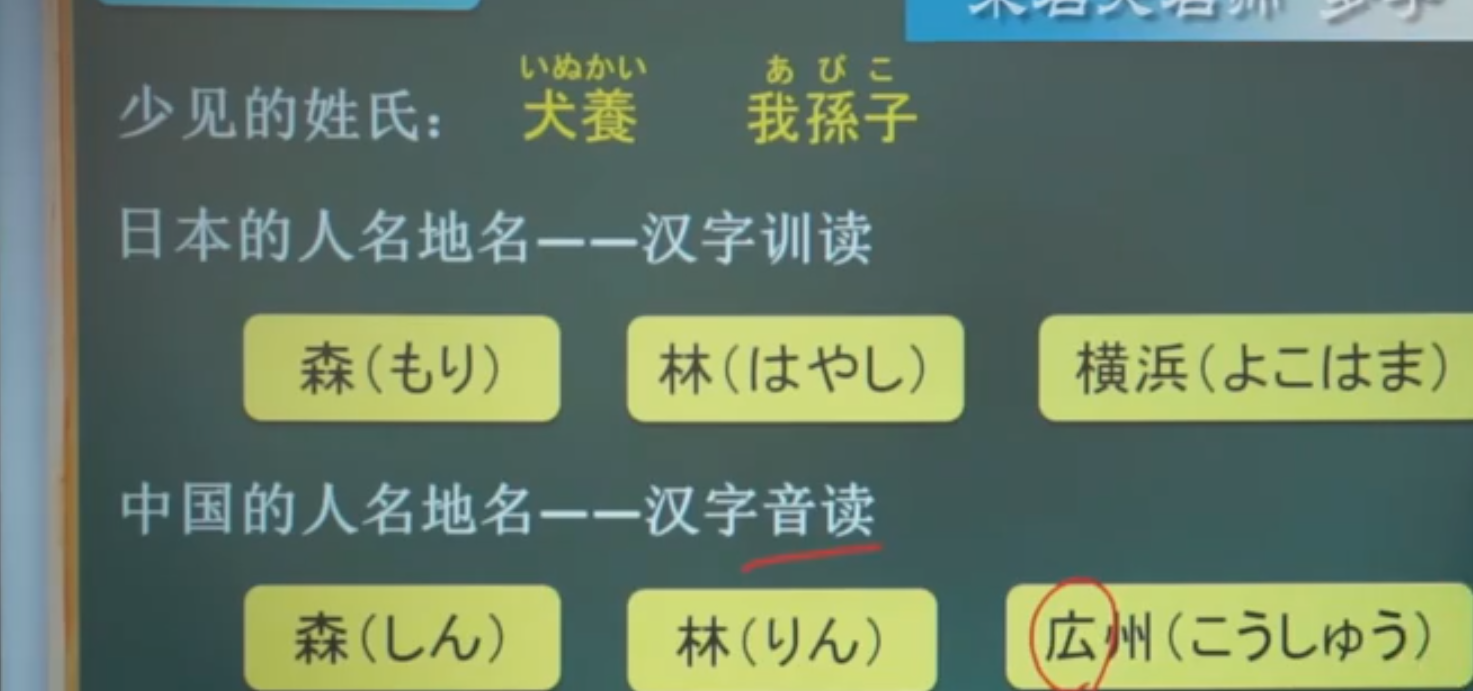 いぬかい あびこ
少见的姓氏： 犬養 我孫子
日本的人名地名——汉字训读
森（もり） 林（はやし） 横浜（よこはま）
中国的人名地名——汉字音读
森（しん） 林（りん） 広州（こうしゅう）